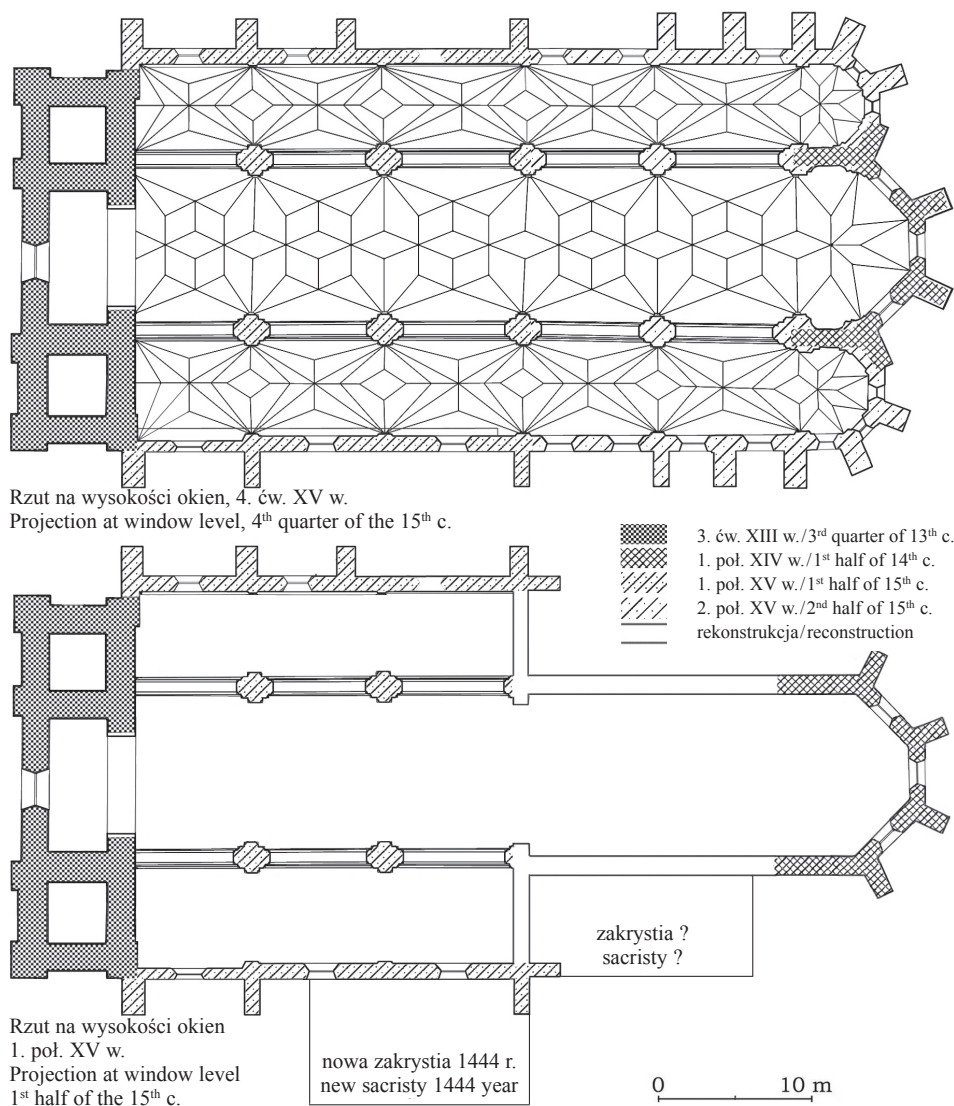 Rzut na wysokości okien, 4. ćw. XV w.
Projection at window level, 4th quarter of the 15th c.
3. ćw. XIII w./3rd quarter of 13th c.
1. poł. XIV w./1st half of 14th c.
1. poł. XV w./1st half of 15th c.
2. poł. XV w./2nd half of 15th c.
rekonstrukcja/reconstruction
zakrystia ?
sacristy ?
Rzut na wysokości okien
1. poł. XV w.
Projection at window level
1st half of the 15th c.
nowa zakrystia 1444 r.
new sacristy 1444 year
0 10 m